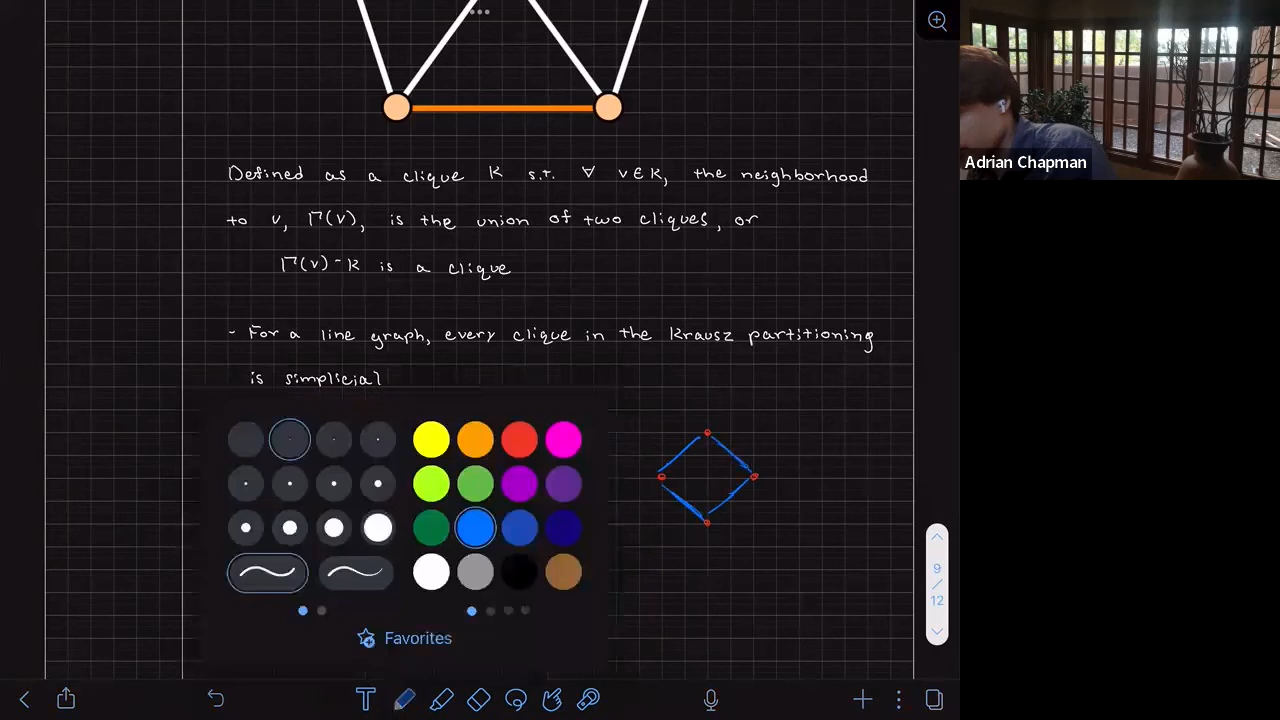 Defined as a clique K s.t. ∀ v∈K, the neighborhood
to v, Γ(v), is the union of two cliques, or
Γ(v)-K is a clique
- For a line graph, every clique in the Krausz partitioning
is simplicial
Favorites
9
/
12
T
Adrian Chapman